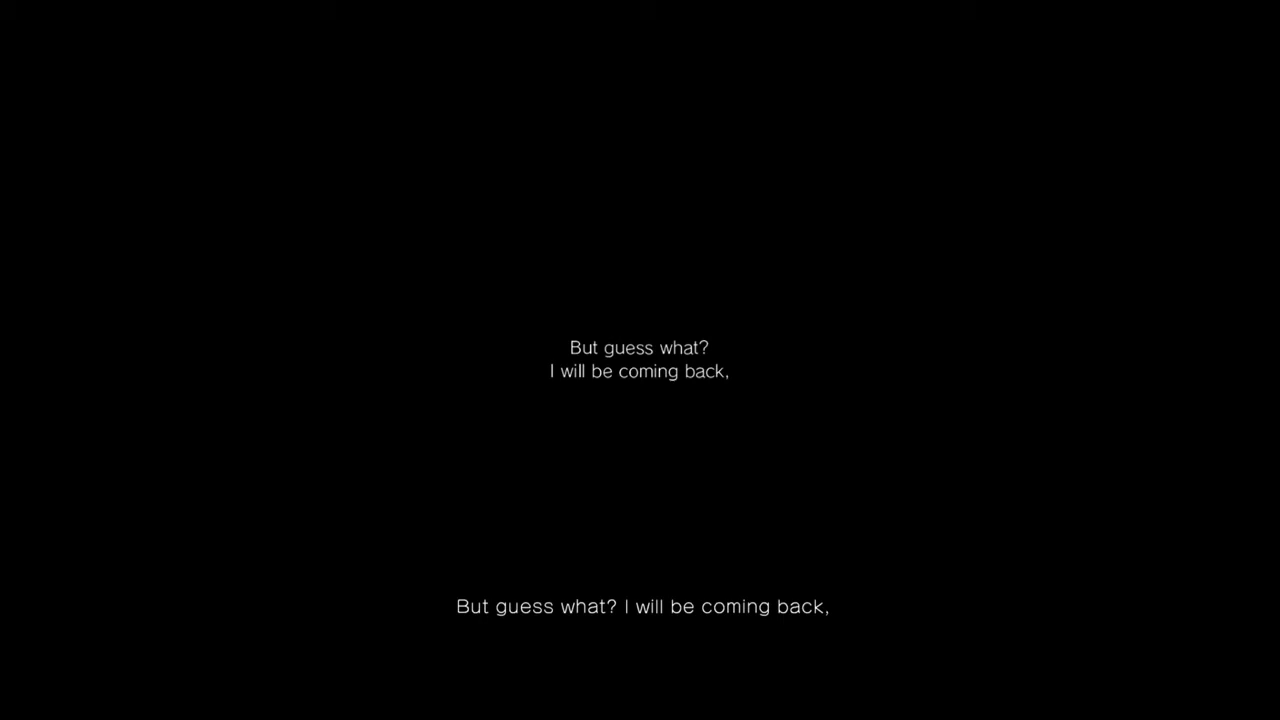 But guess what?
I will be coming back,
But guess what? I will be coming back,